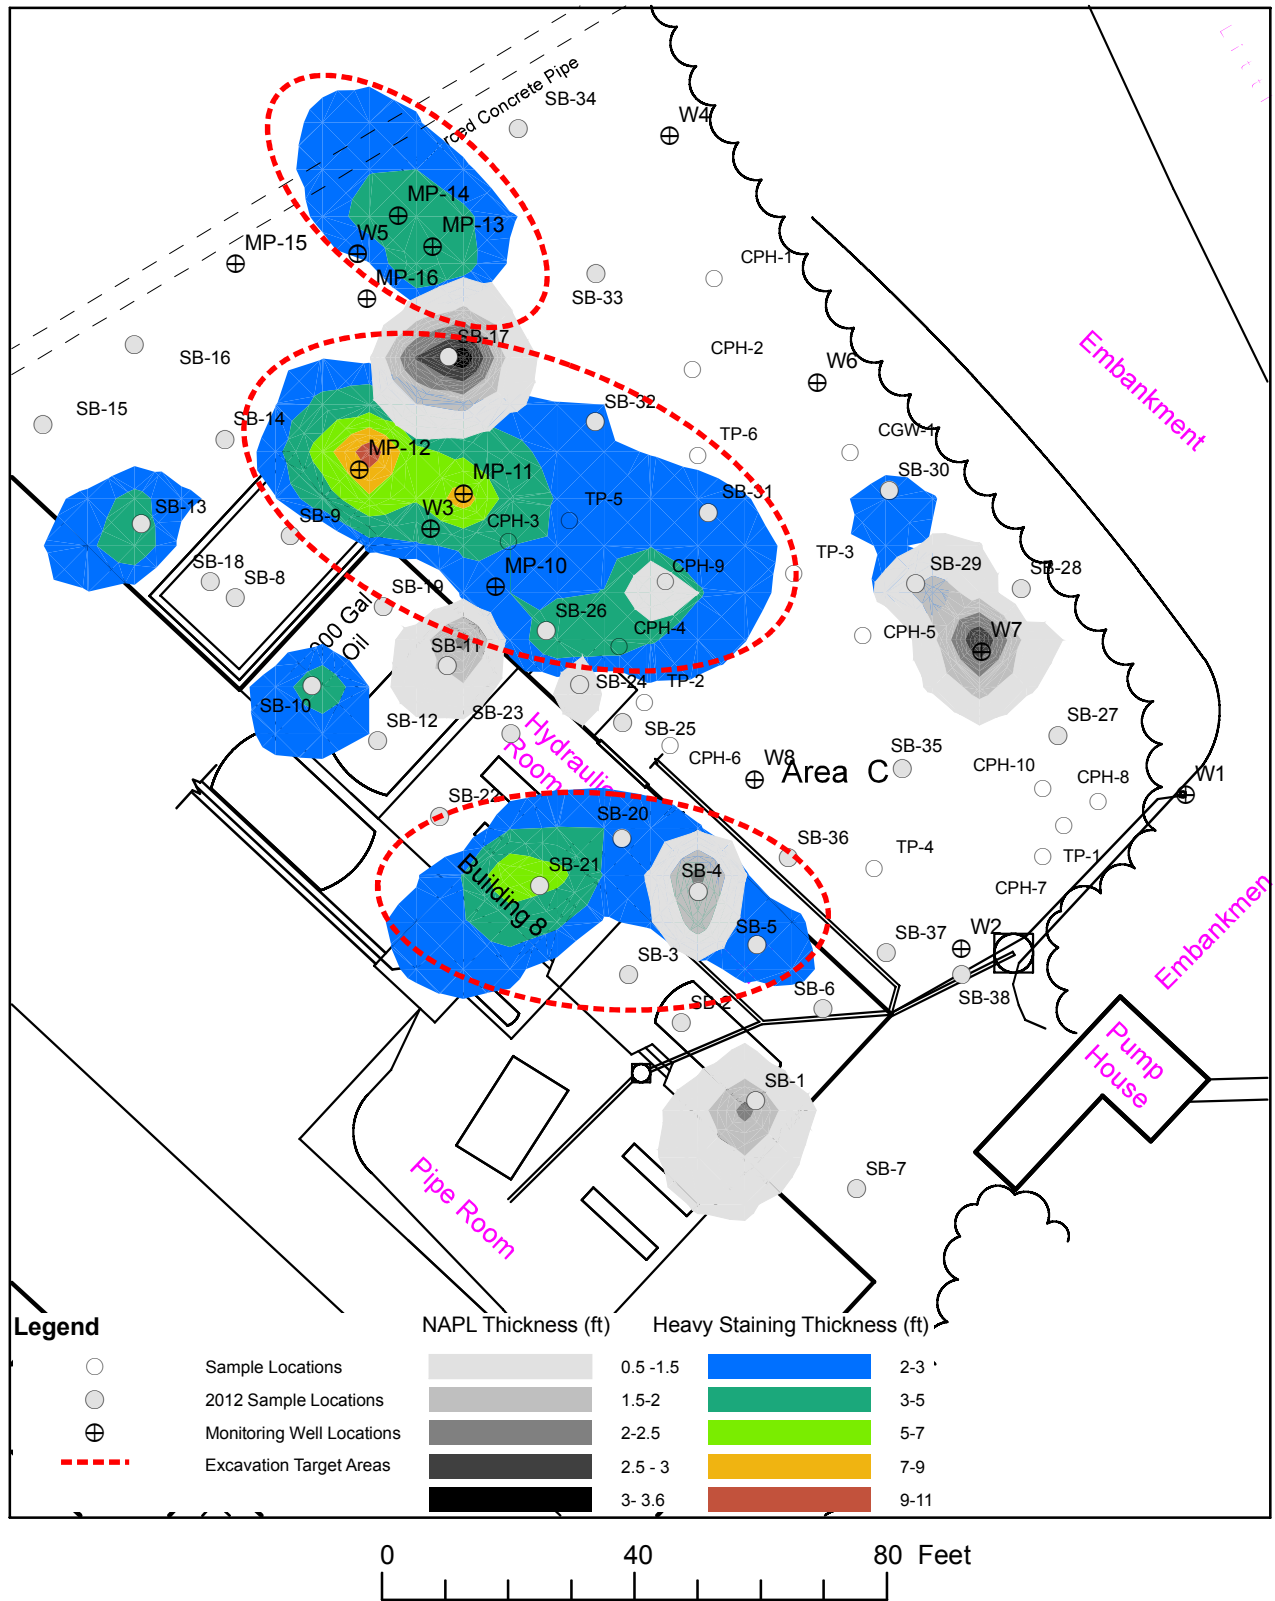 Litt
rced Concrete Pipe
SB-34
W4
MP-14
MP-13
W5
MP-15
MP-16
SB-33
CPH-1
SB-17
SB-16
CPH-2
W6
Embankment
SB-15
SB-14
SB-32
TP-6
CGW-1
MP-12
MP-11
SB-30
SB-13
SB-9
W3
CPH-3
TP-5
SB-31
SB-18
SB-8
SB-19
MP-10
CPH-9
TP-3
SB-29
SB-28
000 Gal
Oil
SB-11
SB-26
CPH-4
CPH-5
W7
SB-10
SB-12
SB-23
SB-24
TP-2
SB-25
CPH-6
W8
Area C
SB-35
SB-27
CPH-10
CPH-8
W1
Hydraulic
Room
SB-22
SB-20
SB-36
TP-4
TP-1
CPH-7
SB-21
Building 8
SB-4
SB-5
SB-37
W2
SB-38
Embankmen
SB-3
SB-6
SB-2
Pump
House
SB-1
SB-7
Pipe Room
Legend
NAPL Thickness (ft)
Heavy Staining Thickness (ft)
Sample Locations
0.5 -1.5
2-3
2012 Sample Locations
1.5-2
3-5
Monitoring Well Locations
2-2.5
5-7
Excavation Target Areas
2.5 - 3
7-9
3- 3.6
9-11
0 40 80 Feet